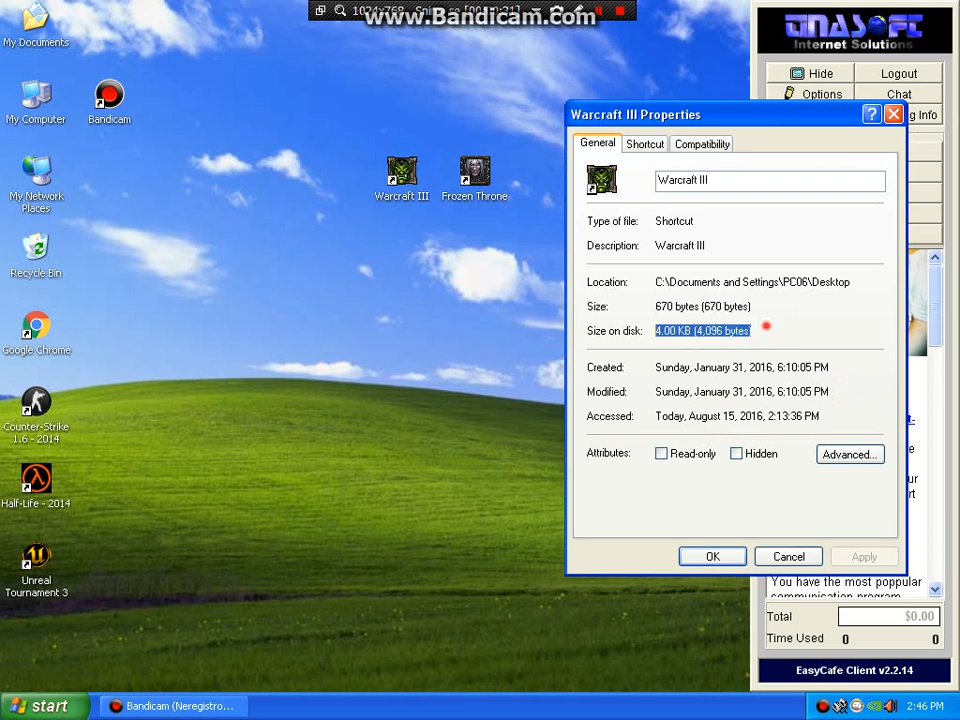 www.Bandicam.com
My Documents
My Computer
Bandicam
My Network
Places
Recycle Bin
Google Chrome
Counter-Strike
1.6 - 2014
Half-Life - 2014
Unreal
Tournament 3
Warcraft III
Frozen Throne
TINASOFT
Internet Solutions
Hide
Logout
Options
Chat
g Info
Warcraft III Properties
General
Shortcut
Compatibility
Warcraft III
Type of file: Shortcut
Description: Warcraft III
Location: C:\Documents and Settings\PC06\Desktop
Size: 670 bytes (670 bytes)
Size on disk: 4.00 KB (4,096 bytes)
Created: Sunday, January 31, 2016, 6:10:05 PM
Modified: Sunday, January 31, 2016, 6:10:05 PM
Accessed: Today, August 15, 2016, 2:13:36 PM
Attributes: Read-only Hidden Advanced...
OK Cancel Apply
You have the most poppular
Total $0.00
Time Used 0 0
EasyCafe Client v2.2.14
start
Bandicam (Neregistro...
2:46 PM